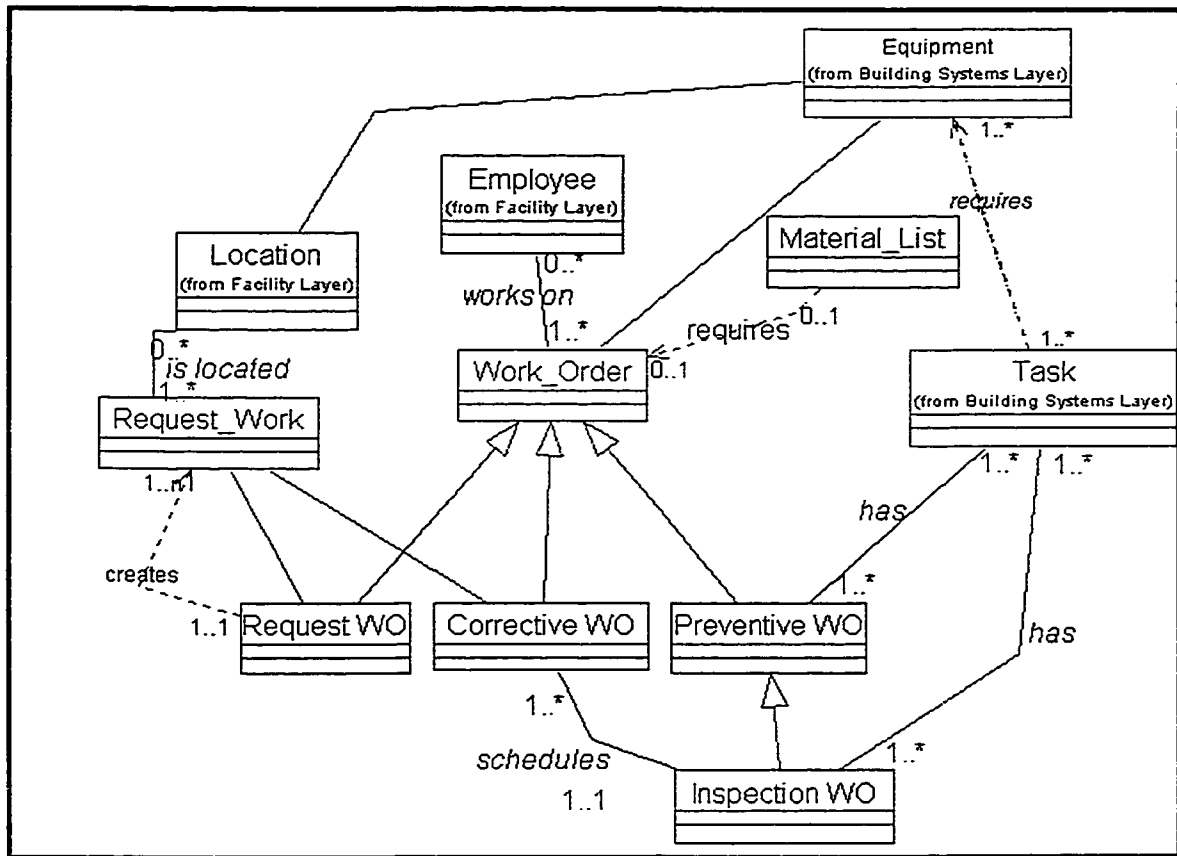 Equipment
(from Building Systems Layer)
1..*
requires
Employee
(from Facility Layer)
0..*
works on
1..*
Material_List
0..1
requires
0..1
Location
(from Facility Layer)
0..*
is located
1..*
Request_Work
Work_Order
1..*
Task
(from Building Systems Layer)
1..*
1..*
has
has
creates
1..1
1..*
Request WO
Corrective WO
Preventive WO
1..*
schedules
1..1
1..*
Inspection WO